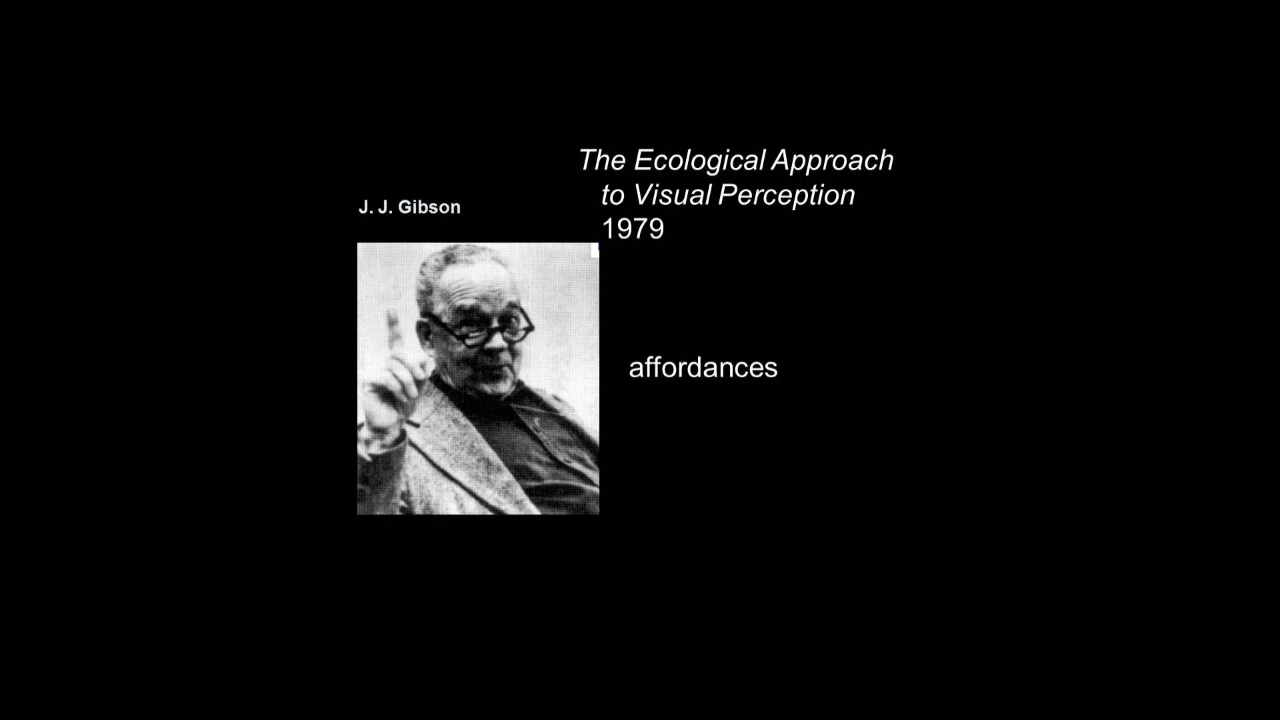 The Ecological Approach
to Visual Perception
1979
J. J. Gibson
affordances